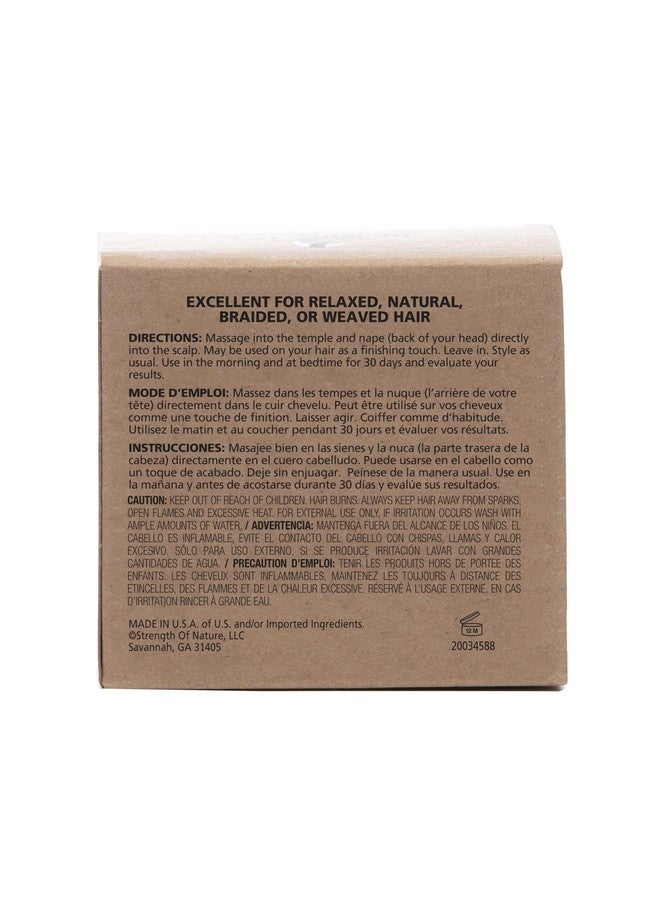 EXCELLENT FOR RELAXED, NATURAL,
BRAIDED, OR WEAVED HAIR
DIRECTIONS: Massage into the temple and nape (back of your head) directly
into the scalp. May be used on your hair as a finishing touch. Leave in. Style as
usual. Use in the morning and at bedtime for 30 days and evaluate your
results.
MODE D'EMPLOI: Massez dans les tempes et la nuque (l'arrière de votre
tête) directement dans le cuir chevelu. Peut être utilisé sur vos cheveux
comme une touche de finition. Laisser agir. Coiffer comme d'habitude.
Utilisez le matin et au coucher pendant 30 jours et évaluer vos résultats.
INSTRUCCIONES: Masajee bien en las sienes y la nuca (la parte trasera de la
cabeza) directamente en el cuero cabelludo. Puede usarse en el cabello como
un toque de acabado. Deje sin enjuagar. Peínese de la manera usual. Use en
la mañana y antes de acostarse durante 30 días y evalúe sus resultados.
CAUTION: KEEP OUT OF REACH OF CHILDREN. HAIR BURNS. ALWAYS KEEP HAIR AWAY FROM SPARKS,
OPEN FLAMES AND EXCESSIVE HEAT. FOR EXTERNAL USE ONLY, IF IRRITATION OCCURS WASH WITH
AMPLE AMOUNTS OF WATER, / ADVERTENCIA: MANTENGA FUERA DEL ALCANCE DE LOS NIÑOS. EL
CABELLO ES INFLAMABLE, EVITE EL CONTACTO DEL CABELLO CON CHISPAS, LLAMAS Y CALOR
EXCESIVO. SÓLO PARA USO EXTERNO, SI SE PRODUCE IRRITACIÓN LAVAR CON GRANDES
CANTIDADES DE AGUA. / PRECAUTION D'EMPLOI: TENIR LES PRODUITS HORS DE PORTEE DES
ENFANTS. LES CHEVEUX SONT INFLAMMABLES, MAINTENEZ LES TOUJOURS À DISTANCE DES
ETINCELLES, DES FLAMMES ET DE LA CHALEUR EXCESSIVE. RÉSERVÉ À L'USAGE EXTERNE, EN CAS
D'IRRITATION RINCER À GRANDE EAU.
MADE IN U.S.A. of U.S. and/or Imported Ingredients.
©Strength Of Nature, LLC
Savannah, GA 31405
12 M
20034588